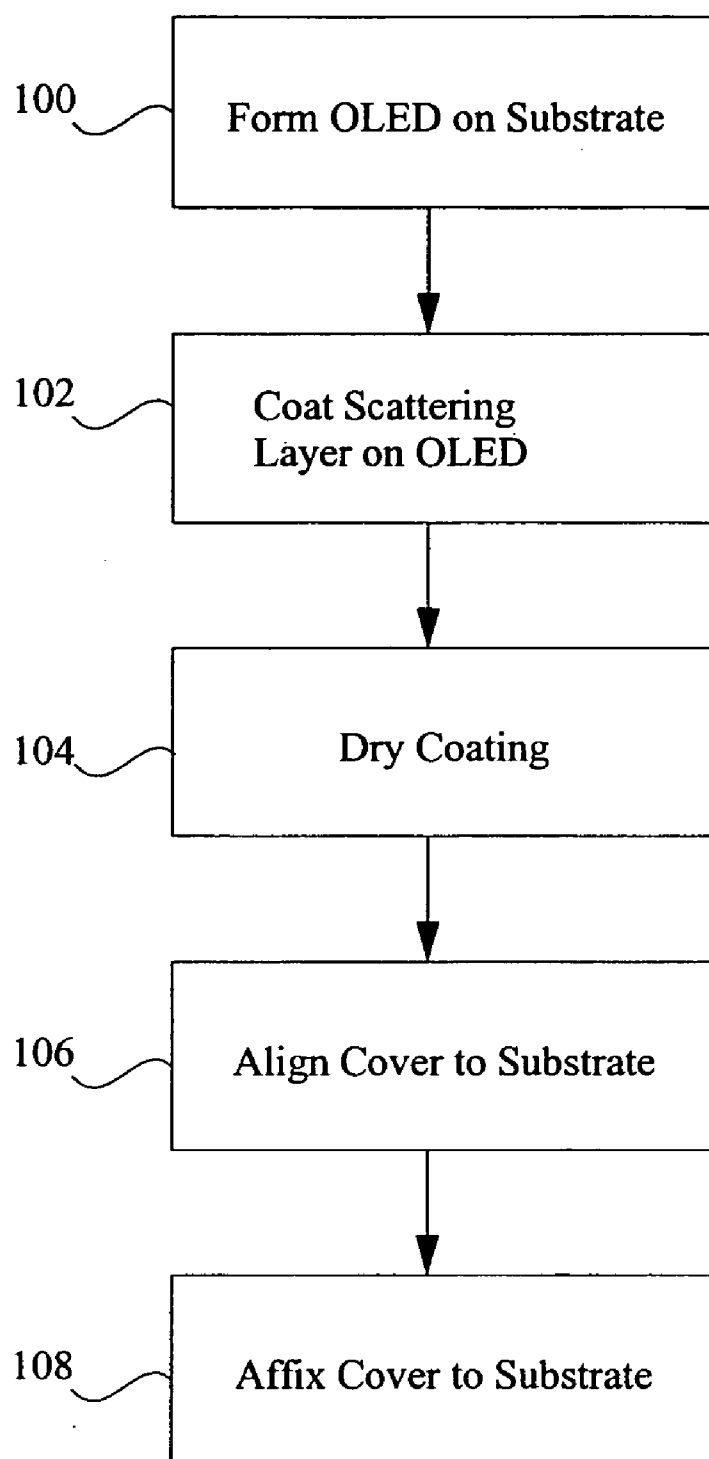 100
Form OLED on Substrate
102
Coat Scattering
Layer on OLED
104
Dry Coating
106
Align Cover to Substrate
108
Affix Cover to Substrate